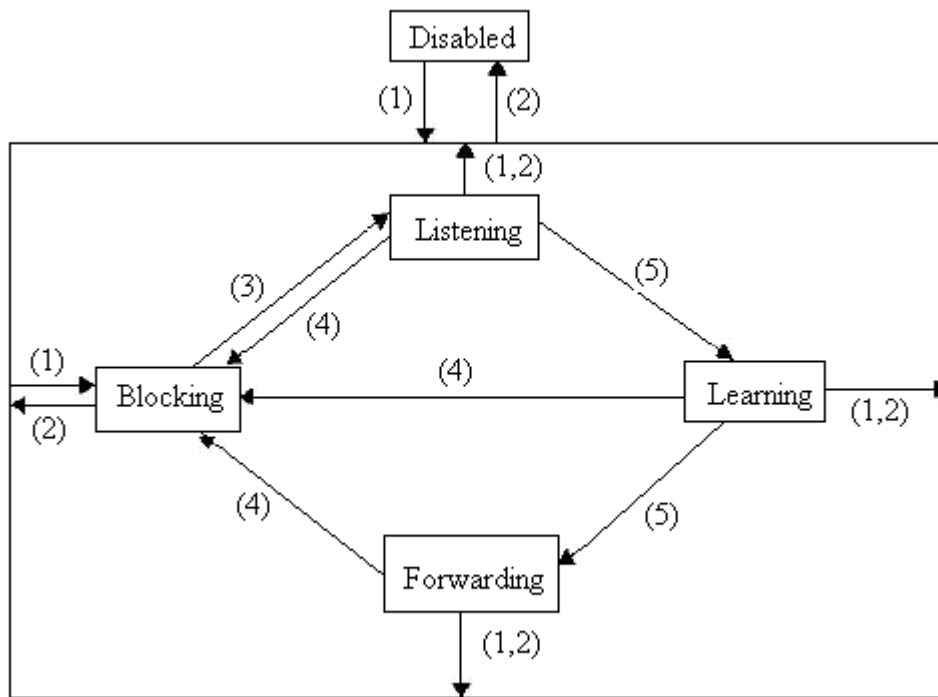 Disabled
(1)
(2)
(1,2)
Listening
(3)
(5)
(4)
(1)
Blocking
(4)
Learning
(2)
(1,2)
(4)
(5)
Forwarding
(1,2)